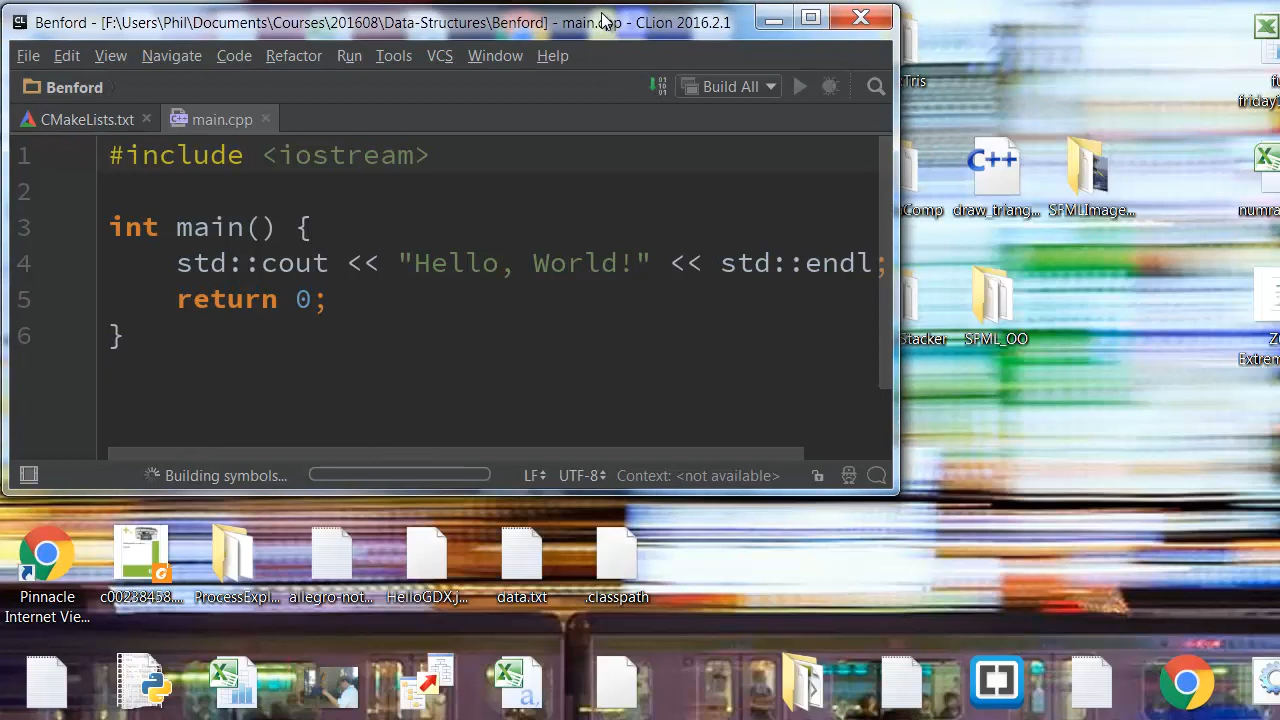 Benford - [F:\Users\Phil\Documents\Courses\201608\Data-Structures\Benford] - main.cpp - CLion 2016.2.1
File Edit View Navigate Code Refactor Run Tools VCS Window Help
Benford Build All
CMakeLists.txt main.cpp
1 #include <iostream>
2
3 int main() {
4 std::cout << "Hello, World!" << std::endl;
5 return 0;
6 }
Building symbols... LF UTF-8 Context: <not available>
Tris
friday
C++
Comp draw_triang... SFMLImage... numra
Stacker SFML_OO
Extrem
Pinnacle Internet Vie... c00238458.... ProcessExpl... allegro-not... HelloGDX.j... data.txt .classpath